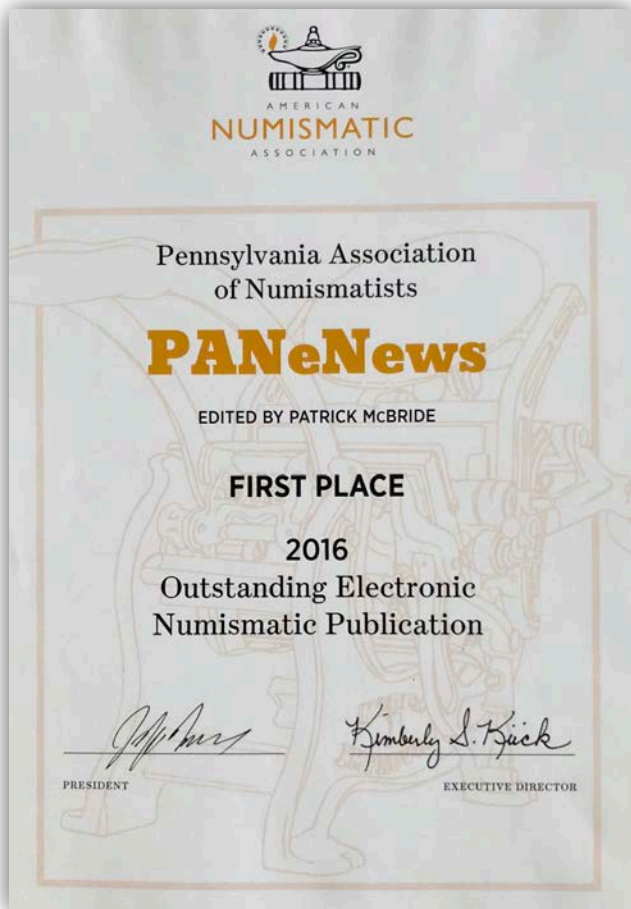 AMERICAN
NUMISMATIC
ASSOCIATION
Pennsylvania Association
of Numismatists
PANeNews
EDITED BY PATRICK McBRIDE
FIRST PLACE
2016
Outstanding Electronic
Numismatic Publication
Kimberly S. Kiick
PRESIDENT
EXECUTIVE DIRECTOR